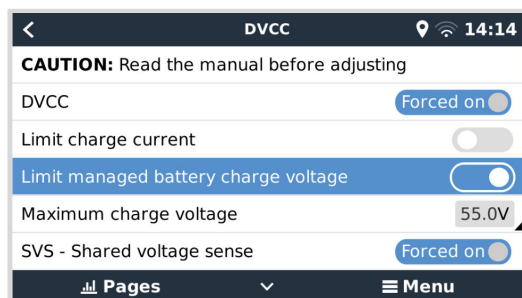 DVCC 14:14
CAUTION: Read the manual before adjusting
DVCC Forced on
Limit charge current
Limit managed battery charge voltage
Maximum charge voltage 55.0V
SVS - Shared voltage sense Forced on
Pages Menu